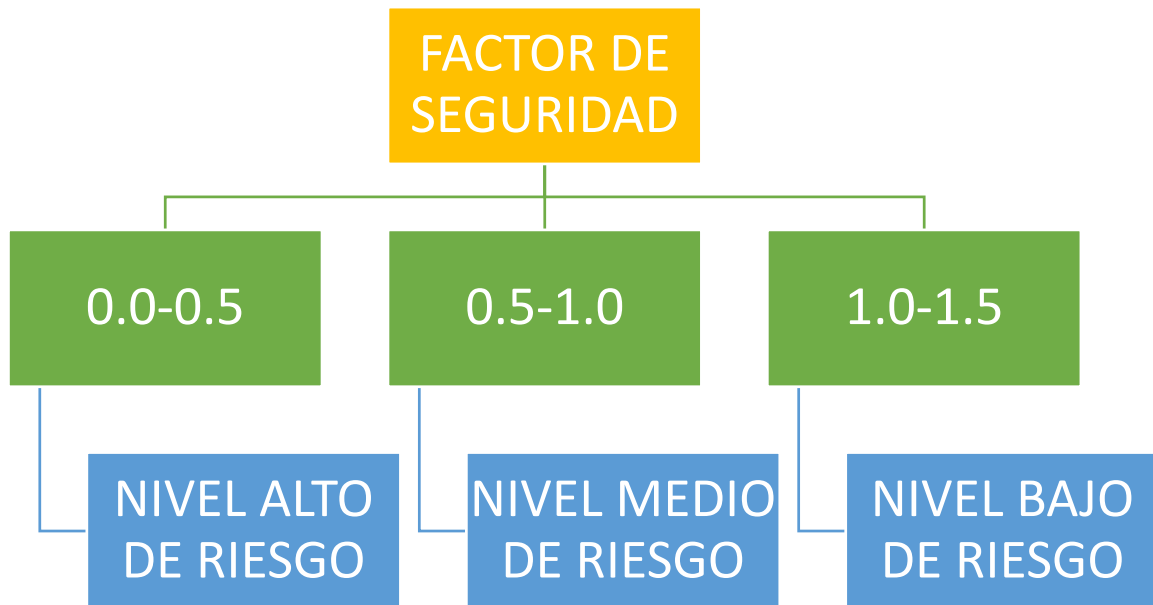 FACTOR DE
SEGURIDAD
0.0-0.5
0.5-1.0
1.0-1.5
NIVEL ALTO
DE RIESGO
NIVEL MEDIO
DE RIESGO
NIVEL BAJO
DE RIESGO